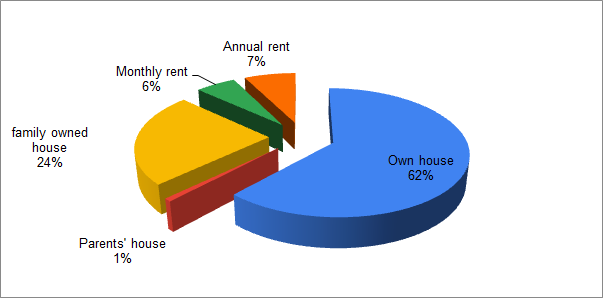 Annual rent
7%
Monthly rent
6%
family owned
house
24%
Own house
62%
Parents' house
1%